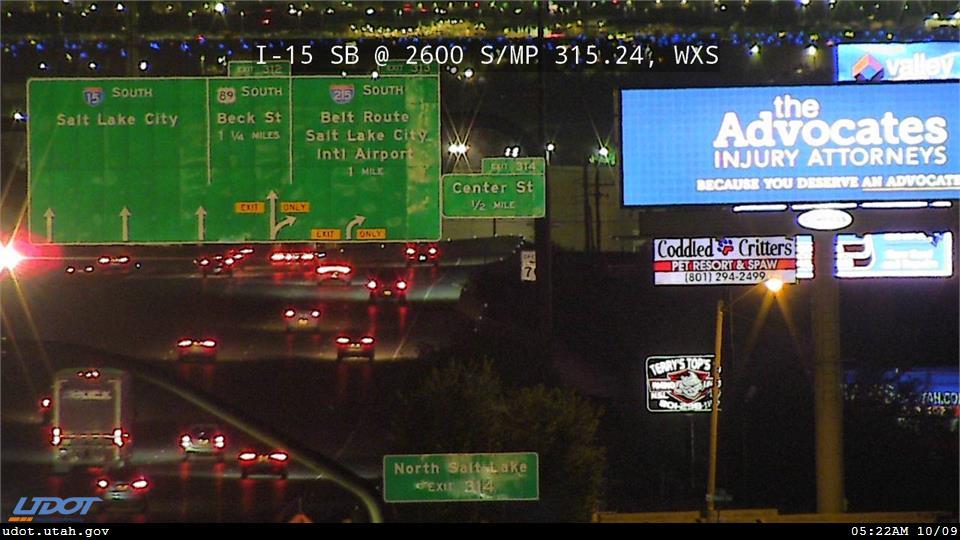 I-15 SB @ 2600 S/MP 315.24, WXS
EXIT 312
15 SOUTH
Salt Lake City
89 SOUTH
Beck St
1 1/4 MILES
EXIT ONLY
EXIT 313
215 SOUTH
Belt Route
Salt Lake City
Intl Airport
1 MILE
EXIT ONLY
EXIT 314
Center St
1/2 MILE
valley
the
Advocates
INJURY ATTORNEYS
BECAUSE YOU DESERVE AN ADVOCATE
Coddled Critters
PET RESORT & SPAW
(801) 294-2499
7
TERRY'S TOP'S
North Salt Lake
EXIT 314
UDOT
udot.utah.gov
05:22AM 10/09